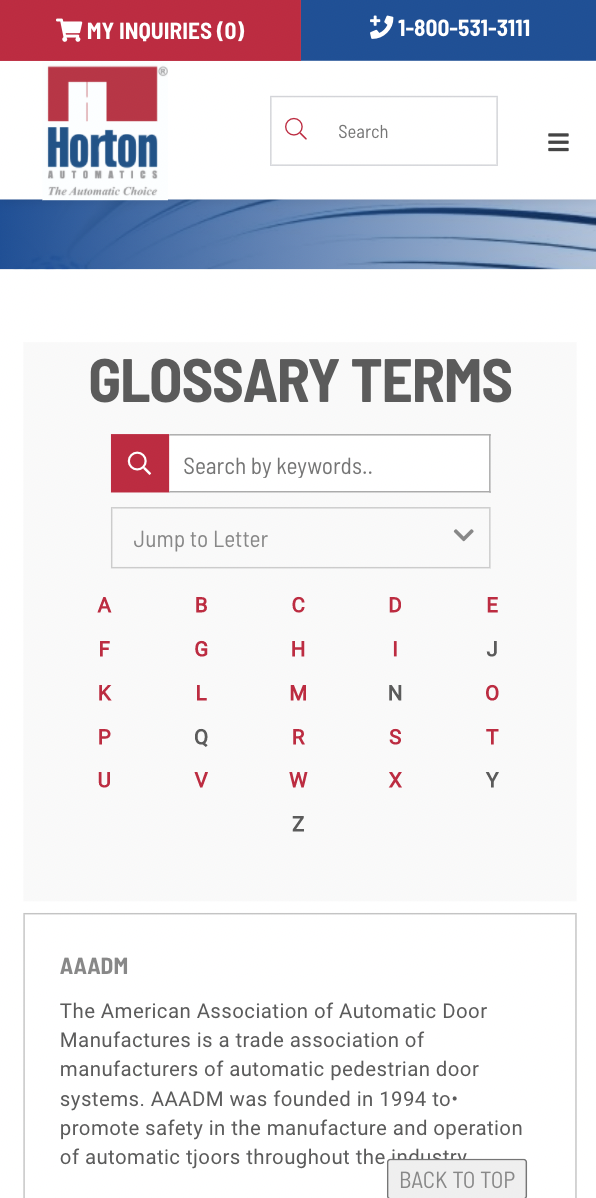 MY INQUIRIES (0)
1-800-531-3111
®
Horton
AUTOMATICS
The Automatic Choice
Search
GLOSSARY TERMS
Search by keywords..
Jump to Letter
A B C D E
F G H I J
K L M N O
P Q R S T
U V W X Y
Z
AAADM
The American Association of Automatic Door
Manufactures is a trade association of
manufacturers of automatic pedestrian door
systems. AAADM was founded in 1994 to•
promote safety in the manufacture and operation
of automatic tjoors throughout the industry
BACK TO TOP